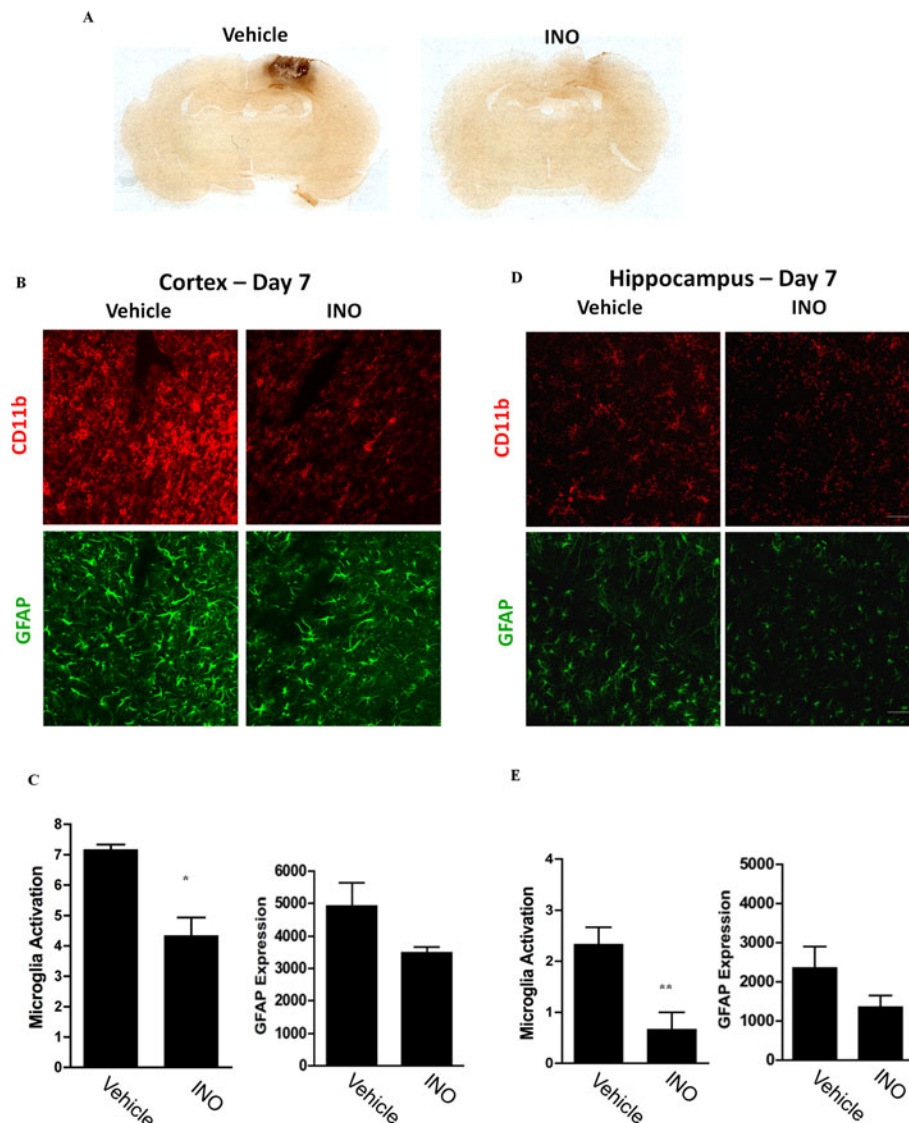 A
Vehicle INO
B Cortex – Day 7
Vehicle INO
CD11b
GFAP
D Hippocampus – Day 7
Vehicle INO
CD11b
GFAP
C
Microglia Activation
8
7
6
5
4
3
2
1
0
*
Vehicle INO
GFAP Expression
6000
5000
4000
3000
2000
1000
0
Vehicle INO
E
Microglia Activation
4
3
2
1
0
**
Vehicle INO
GFAP Expression
5000
4000
3000
2000
1000
0
Vehicle INO